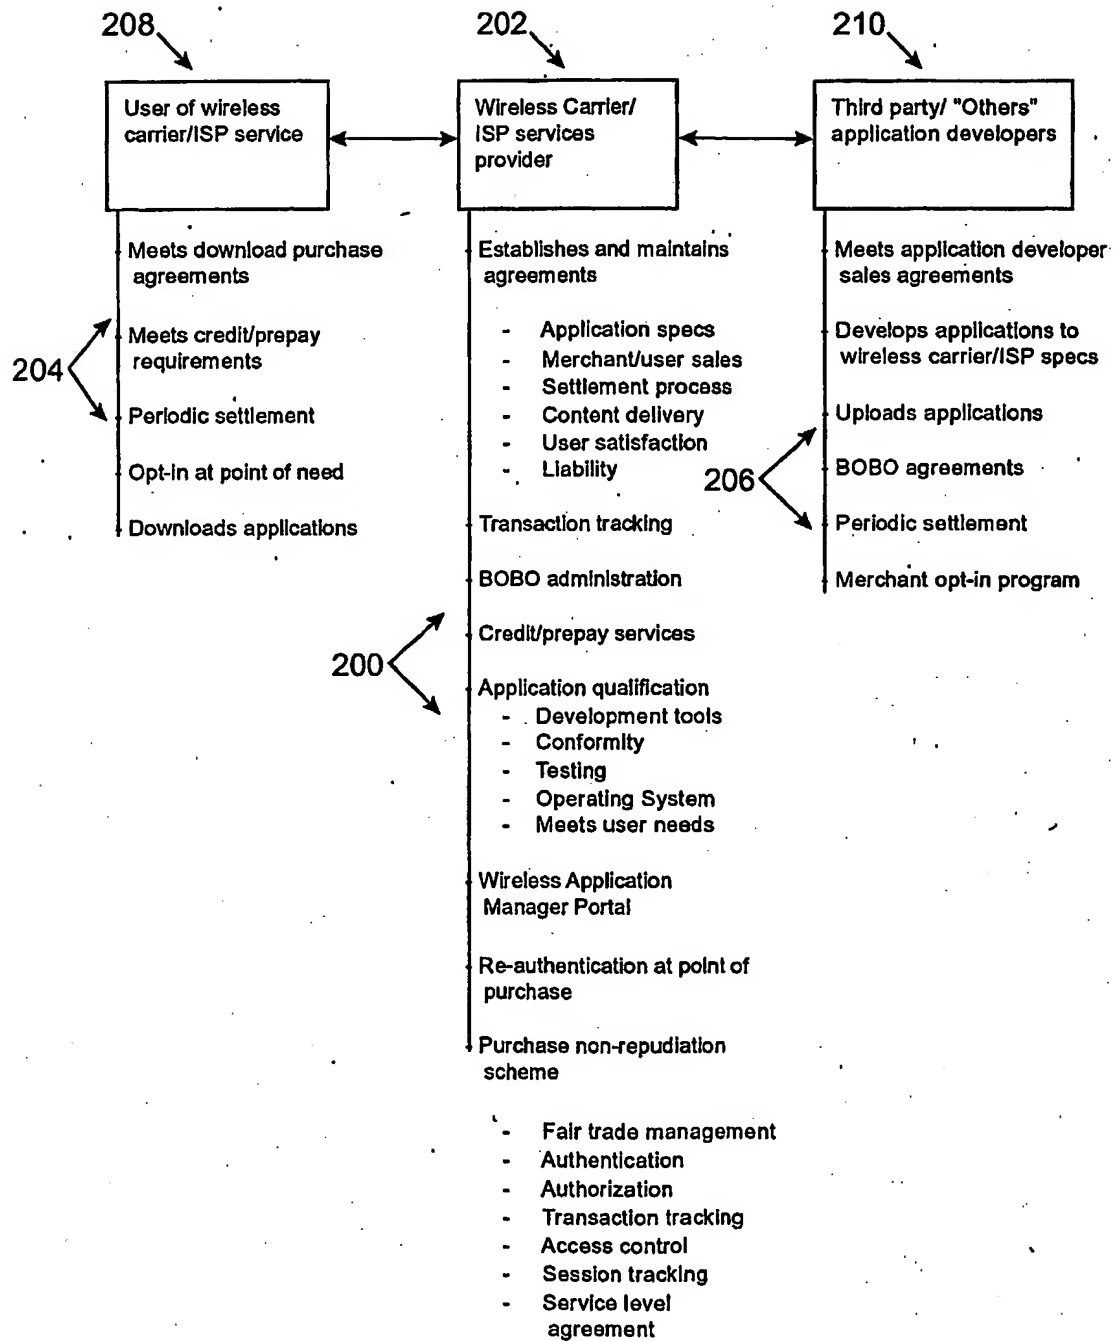 208
202
210
User of wireless
carrier/ISP service
Wireless Carrier/
ISP services
provider
Third party/ "Others"
application developers
Meets download purchase
agreements
Meets credit/prepay
requirements
204
Periodic settlement
Opt-in at point of need
Downloads applications
Establishes and maintains
agreements
- Application specs
- Merchant/user sales
- Settlement process
- Content delivery
- User satisfaction
- Liability
Transaction tracking
BOBO administration
Credit/prepay services
200
Application qualification
- Development tools
- Conformity
- Testing
- Operating System
- Meets user needs
Wireless Application
Manager Portal
Re-authentication at point of
purchase
Purchase non-repudiation
scheme
- Fair trade management
- Authentication
- Authorization
- Transaction tracking
- Access control
- Session tracking
- Service level
agreement
Meets application developer
sales agreements
Develops applications to
wireless carrier/ISP specs
Uploads applications
206
BOBO agreements
Periodic settlement
Merchant opt-in program